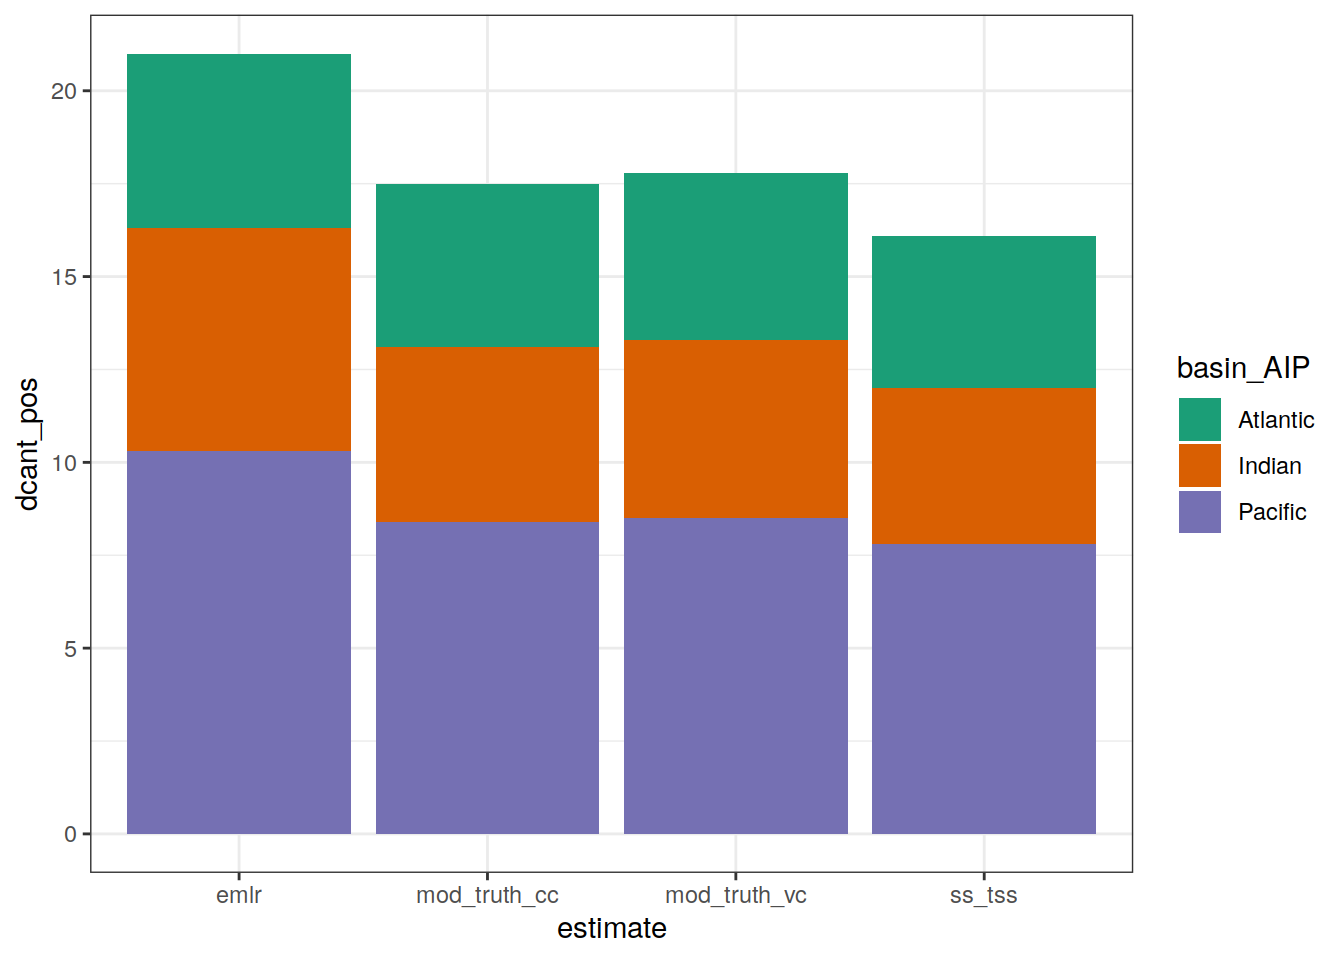 20
15
10
5
0
dcant_pos
emlr
mod_truth_cc
mod_truth_vc
ss_tss
estimate
basin_AIP
Atlantic
Indian
Pacific